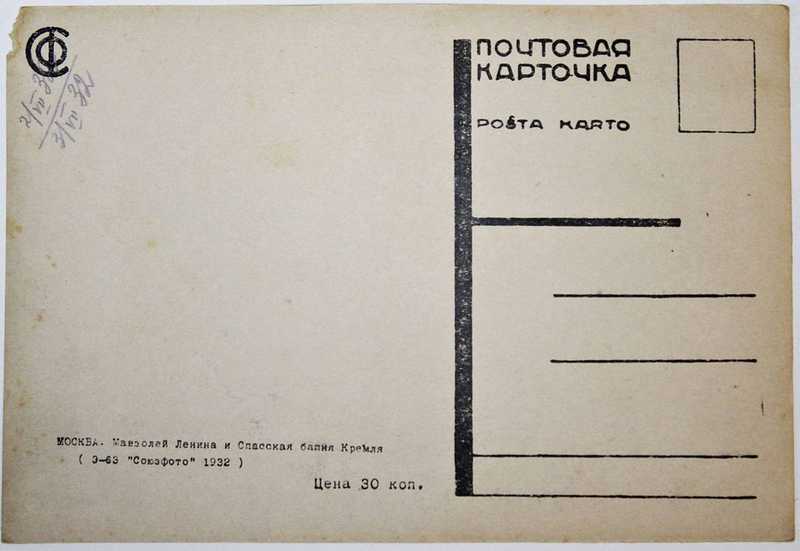 СФ
ПОЧТОВАЯ
КАРТОЧКА
POŜTA KARTO
МОСКВА. Мавзолей Ленина и Спасская башня Кремля
( Э-63 "Союзфото" 1932 )
Цена 30 коп.